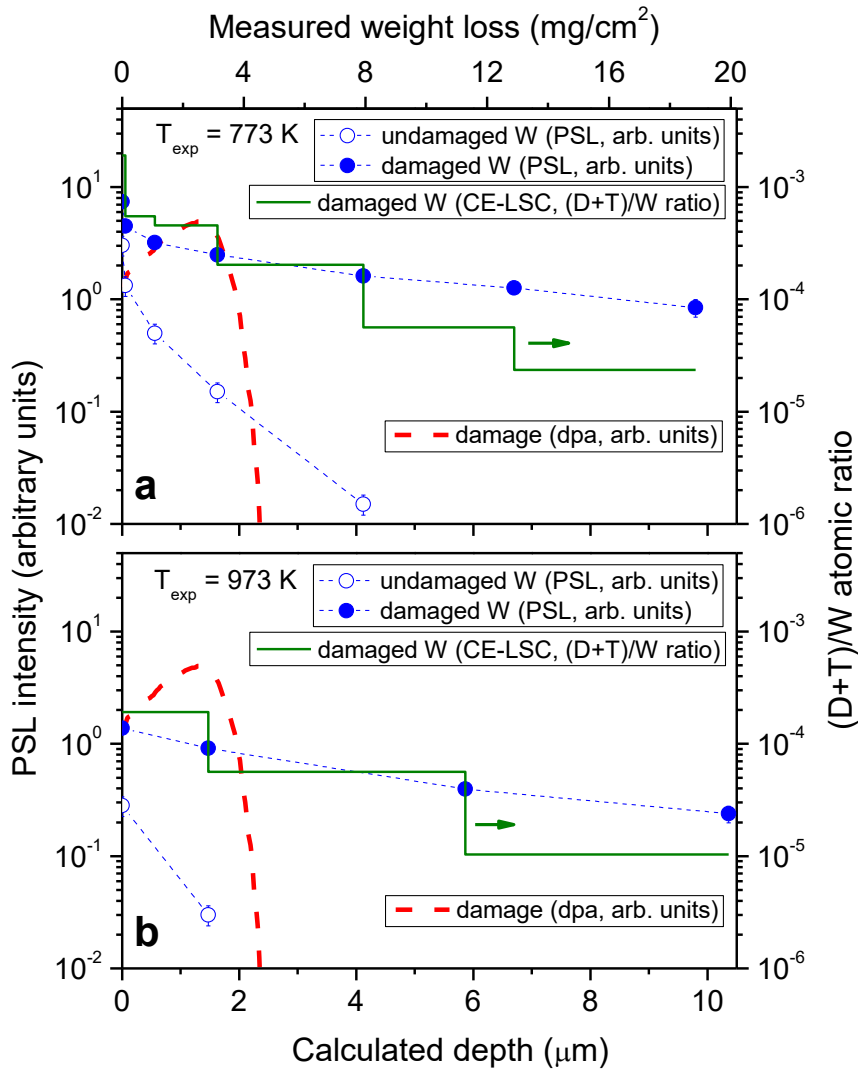 Measured weight loss (mg/cm²)
0 4 8 12 16 20
T_exp = 773 K
undamaged W (PSL, arb. units)
damaged W (PSL, arb. units)
damaged W (CE-LSC, (D+T)/W ratio)
damage (dpa, arb. units)
a
10¹
10⁰
10⁻¹
10⁻²
10⁻³
10⁻⁴
10⁻⁵
10⁻⁶
PSL intensity (arbitrary units)
(D+T)/W atomic ratio
T_exp = 973 K
undamaged W (PSL, arb. units)
damaged W (PSL, arb. units)
damaged W (CE-LSC, (D+T)/W ratio)
damage (dpa, arb. units)
b
10¹
10⁰
10⁻¹
10⁻²
10⁻³
10⁻⁴
10⁻⁵
10⁻⁶
0 2 4 6 8 10
Calculated depth (μm)